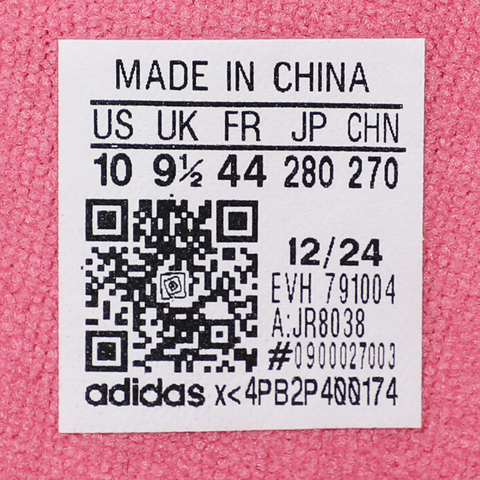 MADE IN CHINA
US UK FR JP CHN
10 9½ 44 280 270
12/24
EVH 791004
A:JR8038
#0900027003
adidas x<4PB2P400174